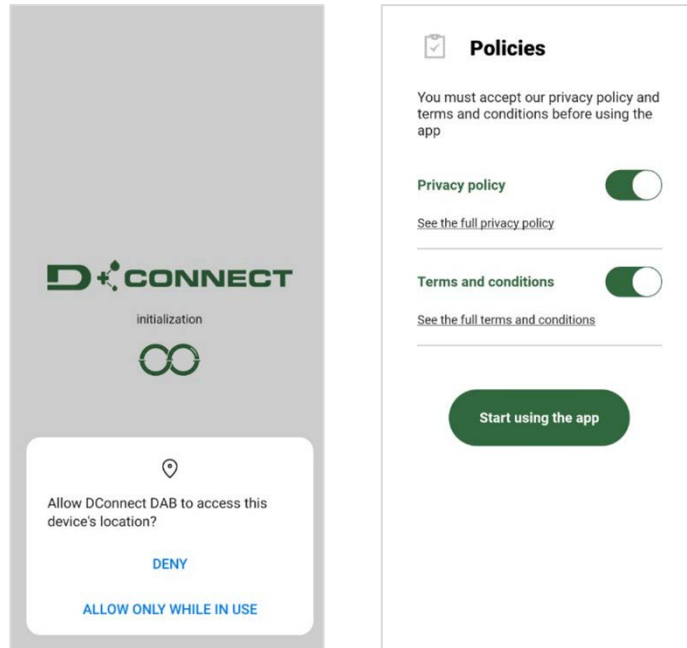 D+CONNECT
initialization
Allow DConnect DAB to access this
device's location?
DENY
ALLOW ONLY WHILE IN USE
Policies
You must accept our privacy policy and
terms and conditions before using the
app
Privacy policy
See the full privacy policy
Terms and conditions
See the full terms and conditions
Start using the app